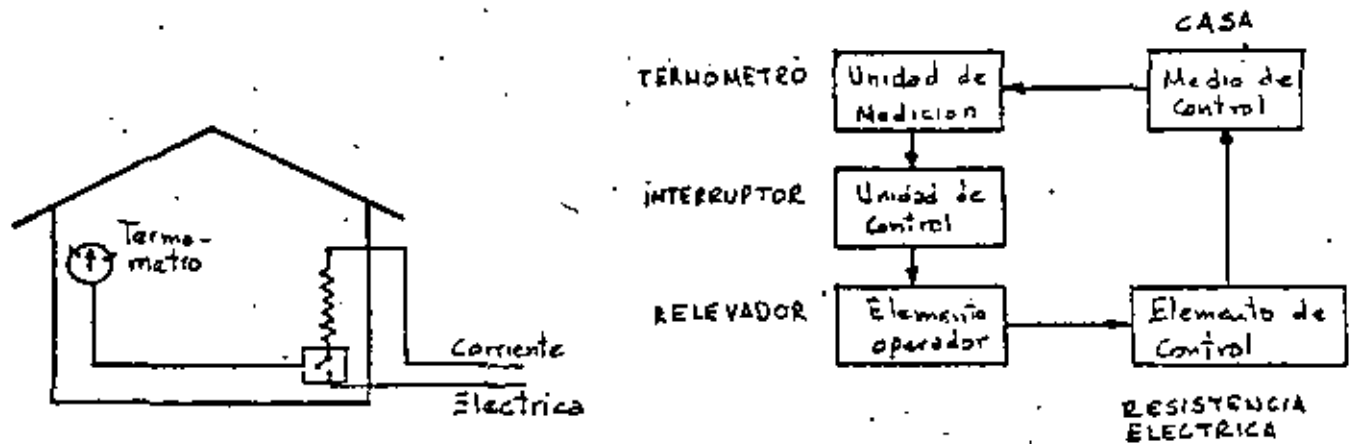 Termo-
metro
Corriente
Electrica
CASA
TERMOMETRO
Unidad de
Medicion
Medio de
Control
INTERRUPTOR
Unidad de
Control
RELEVADOR
Elemento
operador
Elemento de
Control
RESISTENCIA
ELECTRICA